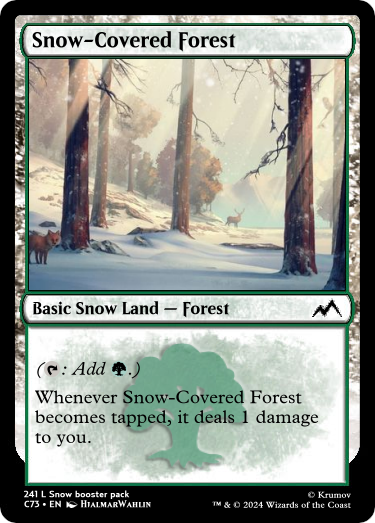 Snow-Covered Forest
Basic Snow Land — Forest
(: Add .)
Whenever Snow-Covered Forest
becomes tapped, it deals 1 damage
to you.
241 L Snow booster pack
C73 • EN HjalmarWahlin
© Krumov
™ & © 2024 Wizards of the Coast